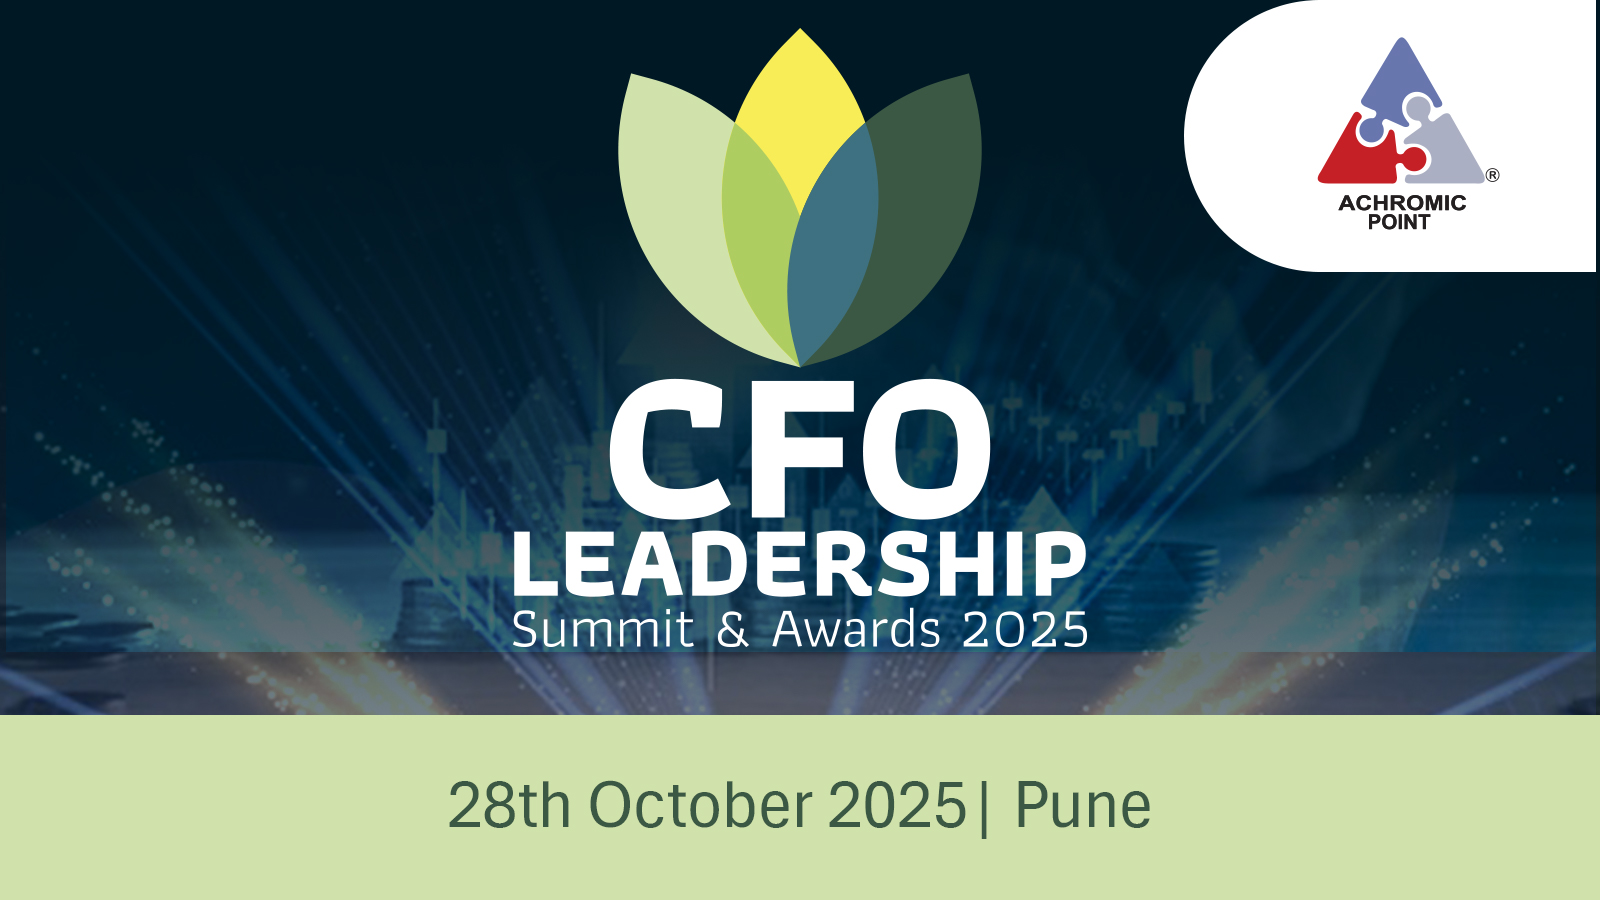 ®
ACHROMIC
POINT
CFO
LEADERSHIP
Summit & Awards 2025
28th October 2025| Pune